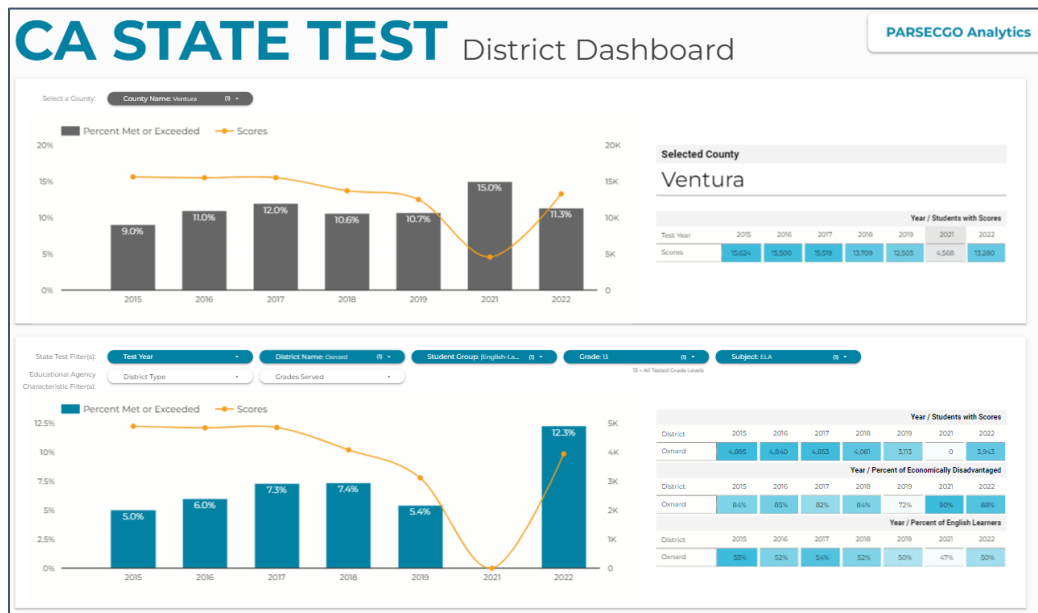 CA STATE TEST District Dashboard
PARSECGO Analytics
Select a County:
County Name: Ventura (1)
Percent Met or Exceeded Scores
20% 20K
15% 15K
10% 10K
5% 5K
0% 0
9.0% 11.0% 12.0% 10.6% 10.7% 15.0% 11.3%
2015 2016 2017 2018 2019 2021 2022
Selected County
Ventura
Year / Students with Scores
Test Year 2015 2016 2017 2018 2019 2021 2022
Scores 15,624 15,500 15,519 13,709 12,503 4,568 13,280
State Test Filter(s):
Test Year
District Name: Oxnard (1)
Student Group: (English-La... (1)
Grade: 13 (1)
Subject: ELA (1)
13 = All Tested Grade Levels
Educational Agency
Characteristic Filter(s):
District Type
Grades Served
Percent Met or Exceeded Scores
12.5% 5K
10% 4K
7.5% 3K
5% 2K
2.5% 1K
0% 0
5.0% 6.0% 7.3% 7.4% 5.4% 12.3%
2015 2016 2017 2018 2019 2021 2022
Year / Students with Scores
District 2015 2016 2017 2018 2019 2021 2022
Oxnard 4,895 4,840 4,853 4,081 3,113 0 3,943
Year / Percent of Economically Disadvantaged
District 2015 2016 2017 2018 2019 2021 2022
Oxnard 84% 85% 82% 84% 72% 90% 88%
Year / Percent of English Learners
District 2015 2016 2017 2018 2019 2021 2022
Oxnard 55% 52% 54% 52% 50% 47% 50%